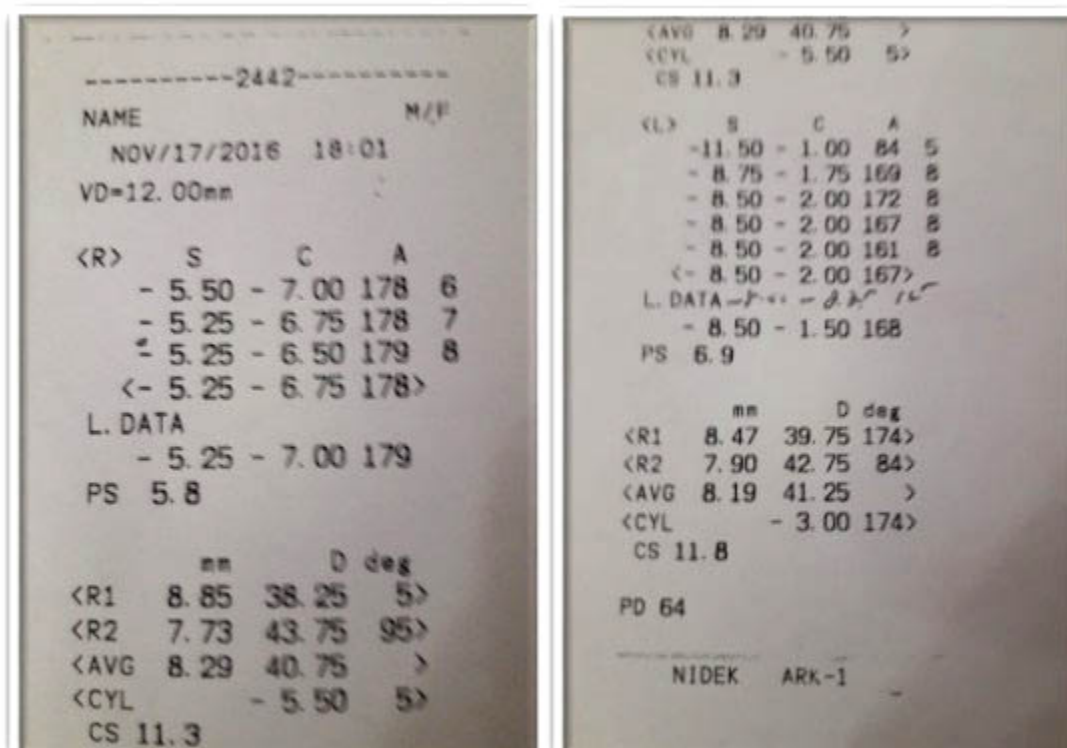 ----------2442----------
NAME M/F
NOV/17/2016 18:01
VD=12.00mm
<R> S C A
- 5.50 - 7.00 178 6
- 5.25 - 6.75 178 7
- 5.25 - 6.50 179 8
<- 5.25 - 6.75 178>
L.DATA
- 5.25 - 7.00 179
PS 5.8
mm D deg
<R1 8.85 38.25 5>
<R2 7.73 43.75 95>
<AVG 8.29 40.75 >
<CYL - 5.50 5>
CS 11.3
<AVG 8.29 40.75 >
<CYL - 5.50 5>
CS 11.3
<L> S C A
-11.50 - 1.00 84 5
- 8.75 - 1.75 169 8
- 8.50 - 2.00 172 8
- 8.50 - 2.00 167 8
- 8.50 - 2.00 161 8
<- 8.50 - 2.00 167>
L.DATA
- 8.50 - 1.50 168
PS 6.9
mm D deg
<R1 8.47 39.75 174>
<R2 7.90 42.75 84>
<AVG 8.19 41.25 >
<CYL - 3.00 174>
CS 11.8
PD 64
NIDEK ARK-1